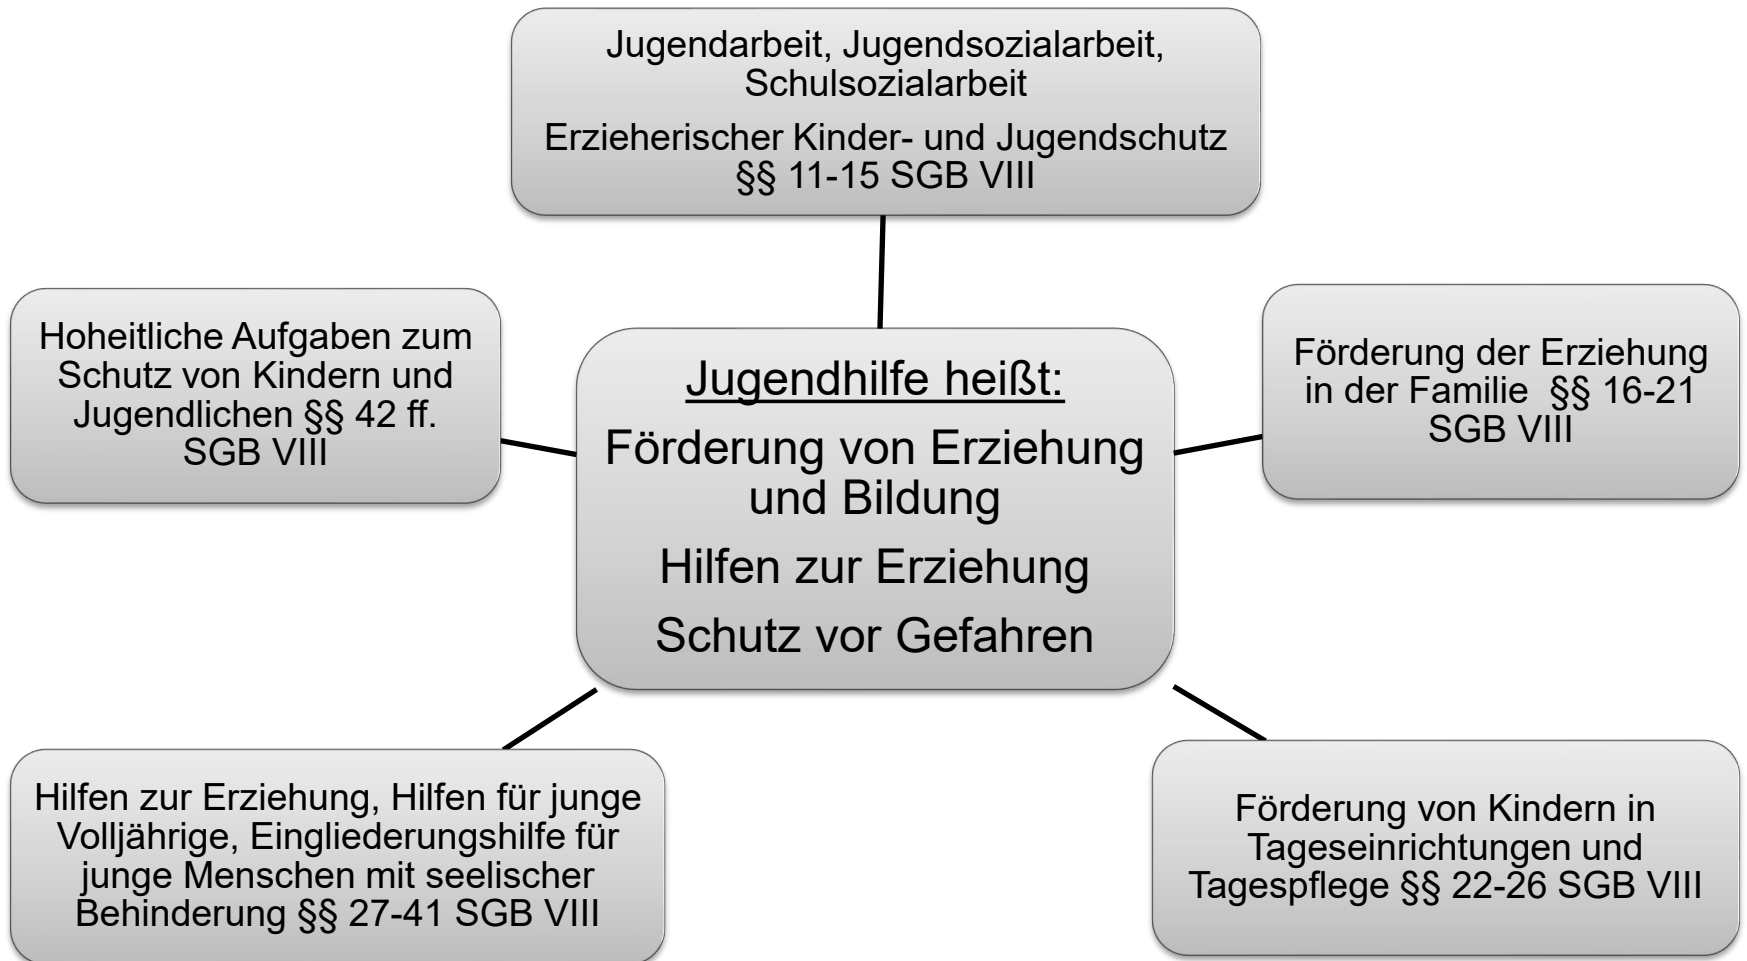 Jugendarbeit, Jugendsozialarbeit,
Schulsozialarbeit
Erzieherischer Kinder- und Jugendschutz
§§ 11-15 SGB VIII
Hoheitliche Aufgaben zum
Schutz von Kindern und
Jugendlichen §§ 42 ff.
SGB VIII
Jugendhilfe heißt:
Förderung von Erziehung
und Bildung
Hilfen zur Erziehung
Schutz vor Gefahren
Förderung der Erziehung
in der Familie §§ 16-21
SGB VIII
Hilfen zur Erziehung, Hilfen für junge
Volljährige, Eingliederungshilfe für
junge Menschen mit seelischer
Behinderung §§ 27-41 SGB VIII
Förderung von Kindern in
Tageseinrichtungen und
Tagespflege §§ 22-26 SGB VIII